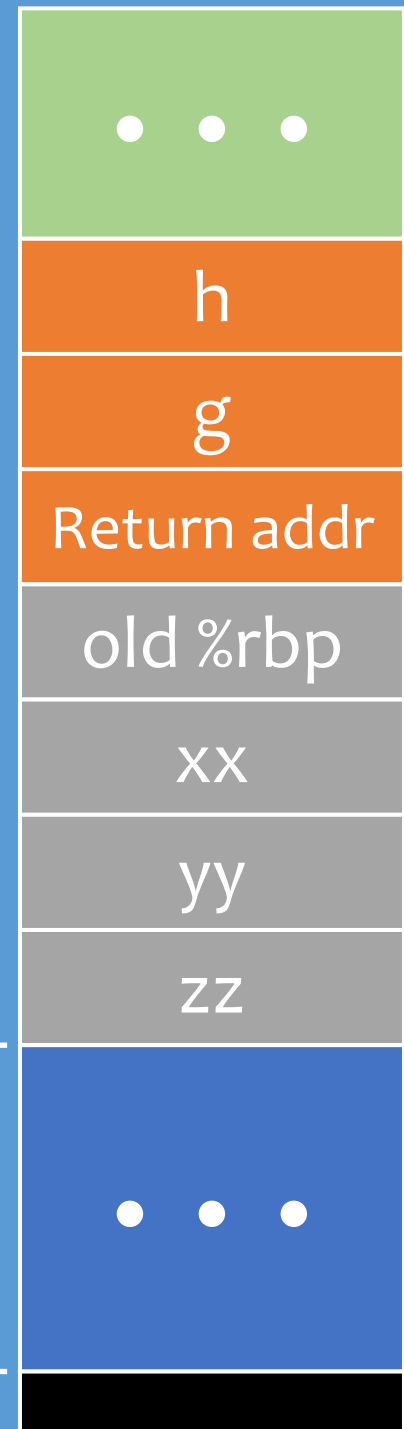 • • •
h
g
Return addr
old %rbp
xx
yy
zz
• • •